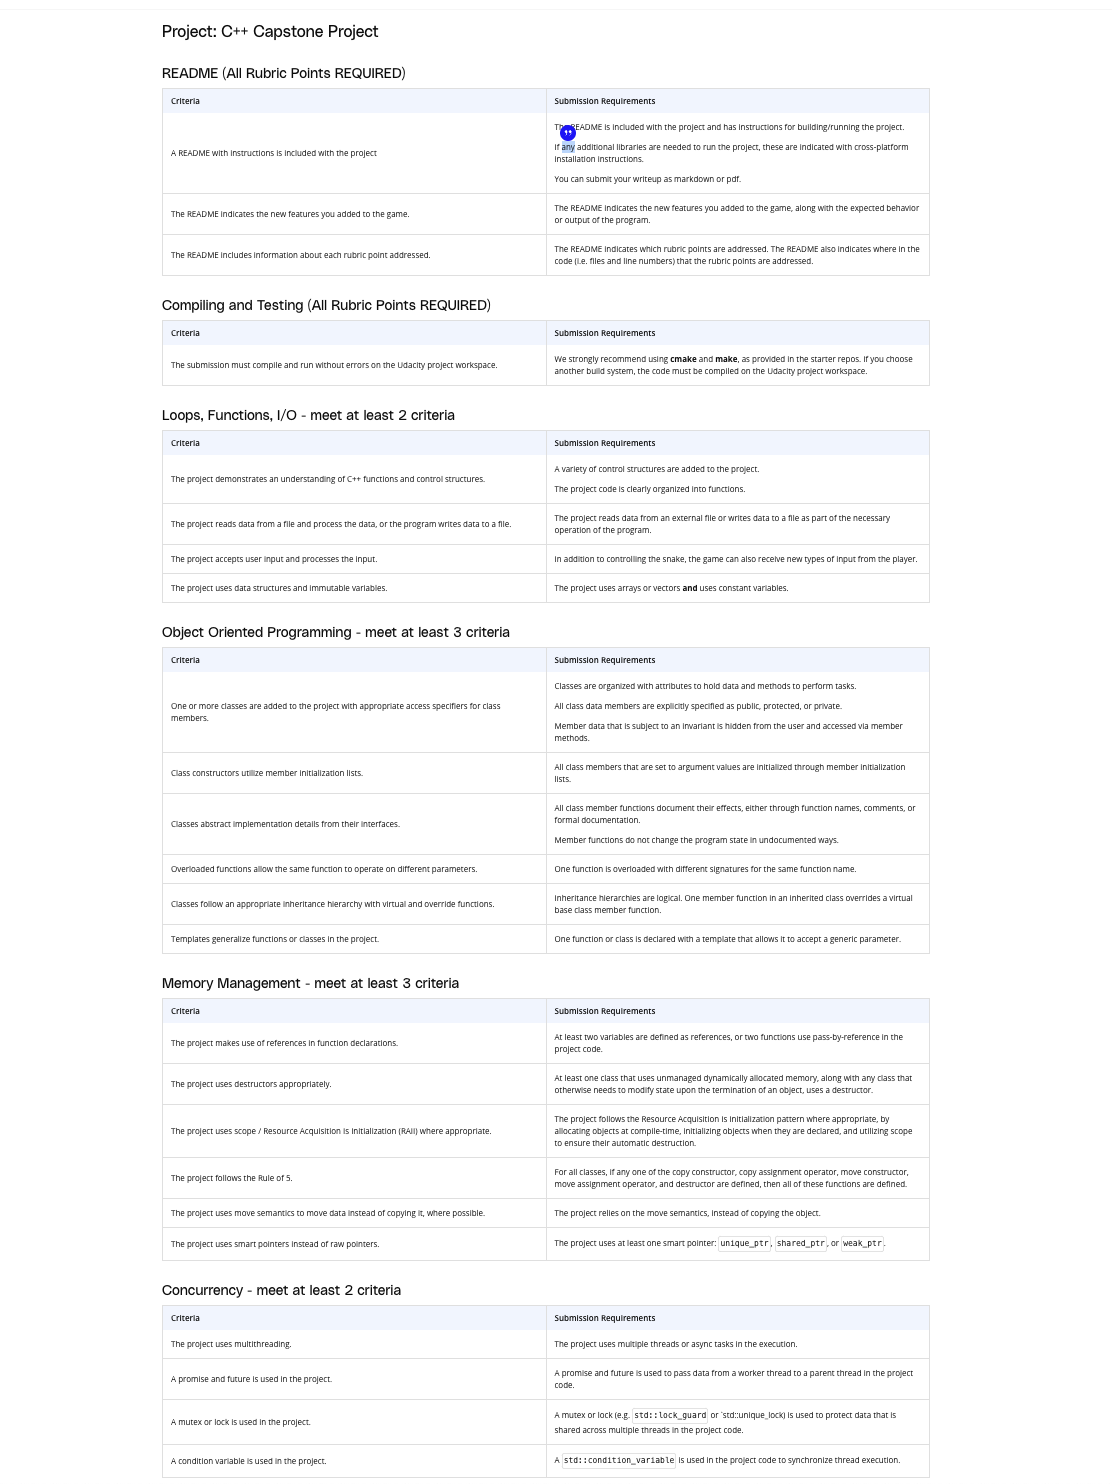 Project: C++ Capstone Project
README (All Rubric Points REQUIRED)
Criteria
Submission Requirements
A README with instructions is included with the project
The README is included with the project and has instructions for building/running the project.
If any additional libraries are needed to run the project, these are indicated with cross-platform
installation instructions.
You can submit your writeup as markdown or pdf.
The README indicates the new features you added to the game.
The README indicates the new features you added to the game, along with the expected behavior
or output of the program.
The README includes information about each rubric point addressed.
The README indicates which rubric points are addressed. The README also indicates where in the
code (i.e. files and line numbers) that the rubric points are addressed.
Compiling and Testing (All Rubric Points REQUIRED)
Criteria
Submission Requirements
The submission must compile and run without errors on the Udacity project workspace.
We strongly recommend using cmake and make, as provided in the starter repos. If you choose
another build system, the code must be compiled on the Udacity project workspace.
Loops, Functions, I/O - meet at least 2 criteria
Criteria
Submission Requirements
The project demonstrates an understanding of C++ functions and control structures.
A variety of control structures are added to the project.
The project code is clearly organized into functions.
The project reads data from a file and process the data, or the program writes data to a file.
The project reads data from an external file or writes data to a file as part of the necessary
operation of the program.
The project accepts user input and processes the input.
In addition to controlling the snake, the game can also receive new types of input from the player.
The project uses data structures and immutable variables.
The project uses arrays or vectors and uses constant variables.
Object Oriented Programming - meet at least 3 criteria
Criteria
Submission Requirements
One or more classes are added to the project with appropriate access specifiers for class
members.
Classes are organized with attributes to hold data and methods to perform tasks.
All class data members are explicitly specified as public, protected, or private.
Member data that is subject to an invariant is hidden from the user and accessed via member
methods.
Class constructors utilize member initialization lists.
All class members that are set to argument values are initialized through member initialization
lists.
Classes abstract implementation details from their interfaces.
All class member functions document their effects, either through function names, comments, or
formal documentation.
Member functions do not change the program state in undocumented ways.
Overloaded functions allow the same function to operate on different parameters.
One function is overloaded with different signatures for the same function name.
Classes follow an appropriate inheritance hierarchy with virtual and override functions.
Inheritance hierarchies are logical. One member function in an inherited class overrides a virtual
base class member function.
Templates generalize functions or classes in the project.
One function or class is declared with a template that allows it to accept a generic parameter.
Memory Management - meet at least 3 criteria
Criteria
Submission Requirements
The project makes use of references in function declarations.
At least two variables are defined as references, or two functions use pass-by-reference in the
project code.
The project uses destructors appropriately.
At least one class that uses unmanaged dynamically allocated memory, along with any class that
otherwise needs to modify state upon the termination of an object, uses a destructor.
The project uses scope / Resource Acquisition Is Initialization (RAII) where appropriate.
The project follows the Resource Acquisition Is Initialization pattern where appropriate, by
allocating objects at compile-time, initializing objects when they are declared, and utilizing scope
to ensure their automatic destruction.
The project follows the Rule of 5.
For all classes, if any one of the copy constructor, copy assignment operator, move constructor,
move assignment operator, and destructor are defined, then all of these functions are defined.
The project uses move semantics to move data instead of copying it, where possible.
The project relies on the move semantics, instead of copying the object.
The project uses smart pointers instead of raw pointers.
The project uses at least one smart pointer: unique_ptr, shared_ptr, or weak_ptr.
Concurrency - meet at least 2 criteria
Criteria
Submission Requirements
The project uses multithreading.
The project uses multiple threads or async tasks in the execution.
A promise and future is used in the project.
A promise and future is used to pass data from a worker thread to a parent thread in the project
code.
A mutex or lock is used in the project.
A mutex or lock (e.g. std::lock_guard or `std::unique_lock) is used to protect data that is
shared across multiple threads in the project code.
A condition variable is used in the project.
A std::condition_variable is used in the project code to synchronize thread execution.